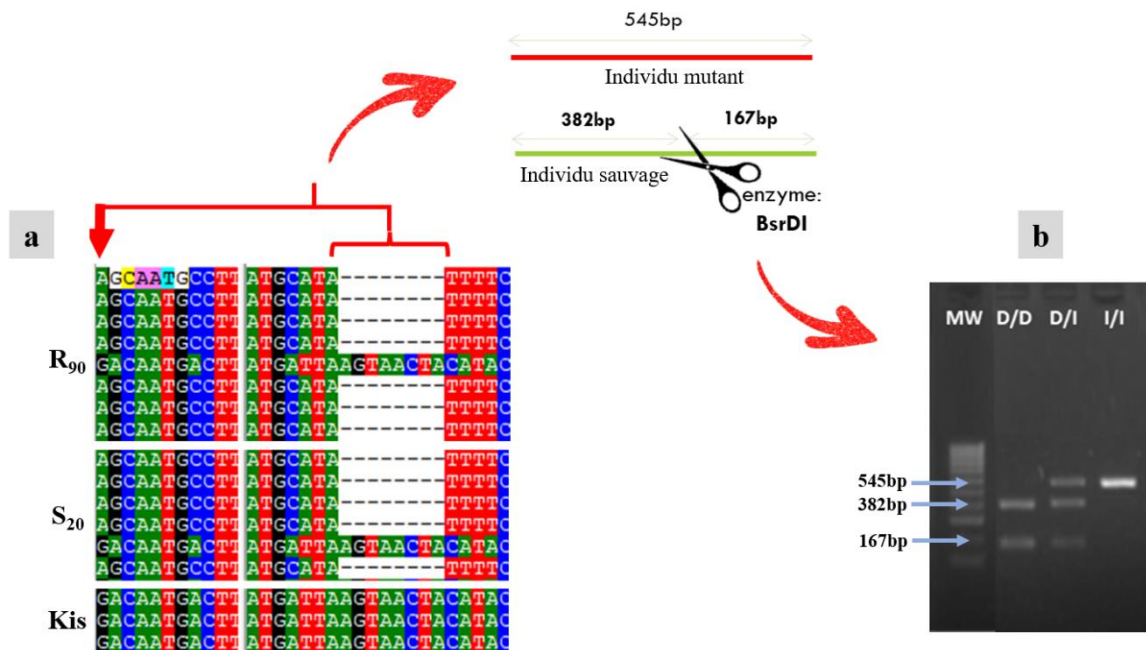 545bp
Individu mutant
382bp 167bp
Individu sauvage
enzyme:
BsrDI
a
AGCAATGCCTT ATGCATA--------TTTTC
AGCAATGCCTT ATGCATA--------TTTTC
AGCAATGCCTT ATGCATA--------TTTTC
AGCAATGCCTT ATGCATA--------TTTTC
R90 GACAATGACTT ATGATTAAGTAACTACATAC
AGCAATGCCTT ATGCATA--------TTTTC
AGCAATGCCTT ATGCATA--------TTTTC
AGCAATGCCTT ATGCATA--------TTTTC
AGCAATGCCTT ATGCATA--------TTTTC
AGCAATGCCTT ATGCATA--------TTTTC
AGCAATGCCTT ATGCATA--------TTTTC
S20 AGCAATGCCTT ATGCATA--------TTTTC
GACAATGACTT ATGATTAAGTAACTACATAC
AGCAATGCCTT ATGCATA--------TTTTC
GACAATGACTT ATGATTAAGTAACTACATAC
Kis GACAATGACTT ATGATTAAGTAACTACATAC
GACAATGACTT ATGATTAAGTAACTACATAC
b
MW D/D D/I I/I
545bp
382bp
167bp